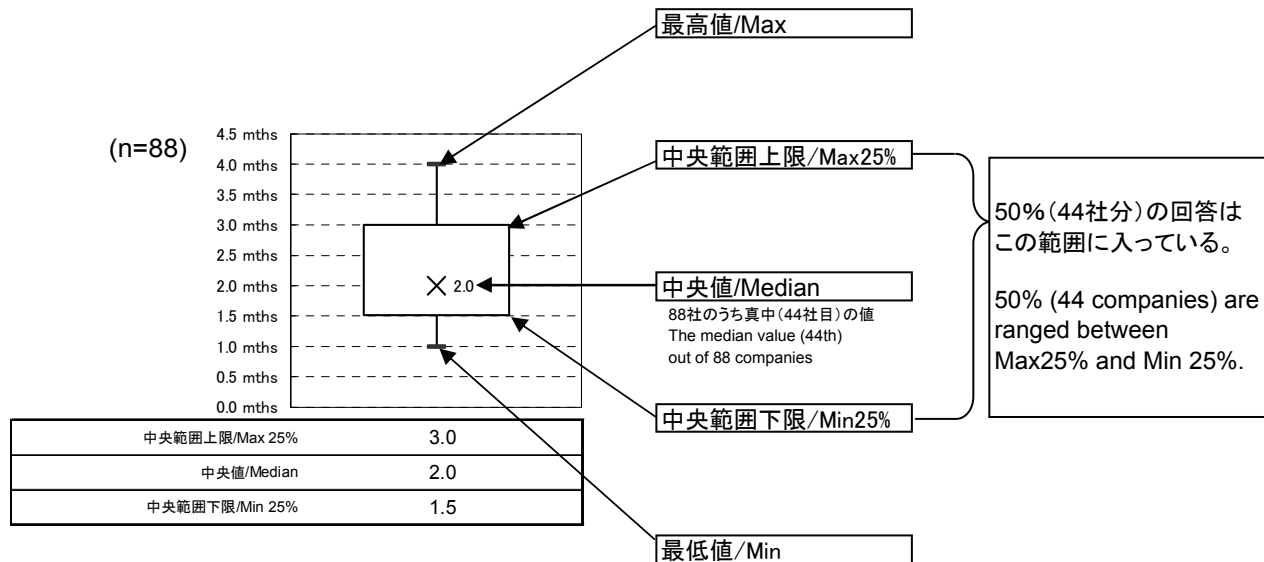 最高値/Max
(n=88)
4.5 mths
4.0 mths
3.5 mths
3.0 mths
2.5 mths
2.0 mths
1.5 mths
1.0 mths
0.5 mths
0.0 mths
2.0
中央範囲上限/Max25%
中央値/Median
88社のうち真中(44社目)の値
The median value (44th)
out of 88 companies
中央範囲下限/Min25%
50%(44社分)の回答は
この範囲に入っている。
50% (44 companies) are
ranged between
Max25% and Min 25%.
中央範囲上限/Max 25% 3.0
中央値/Median 2.0
中央範囲下限/Min 25% 1.5
最低値/Min